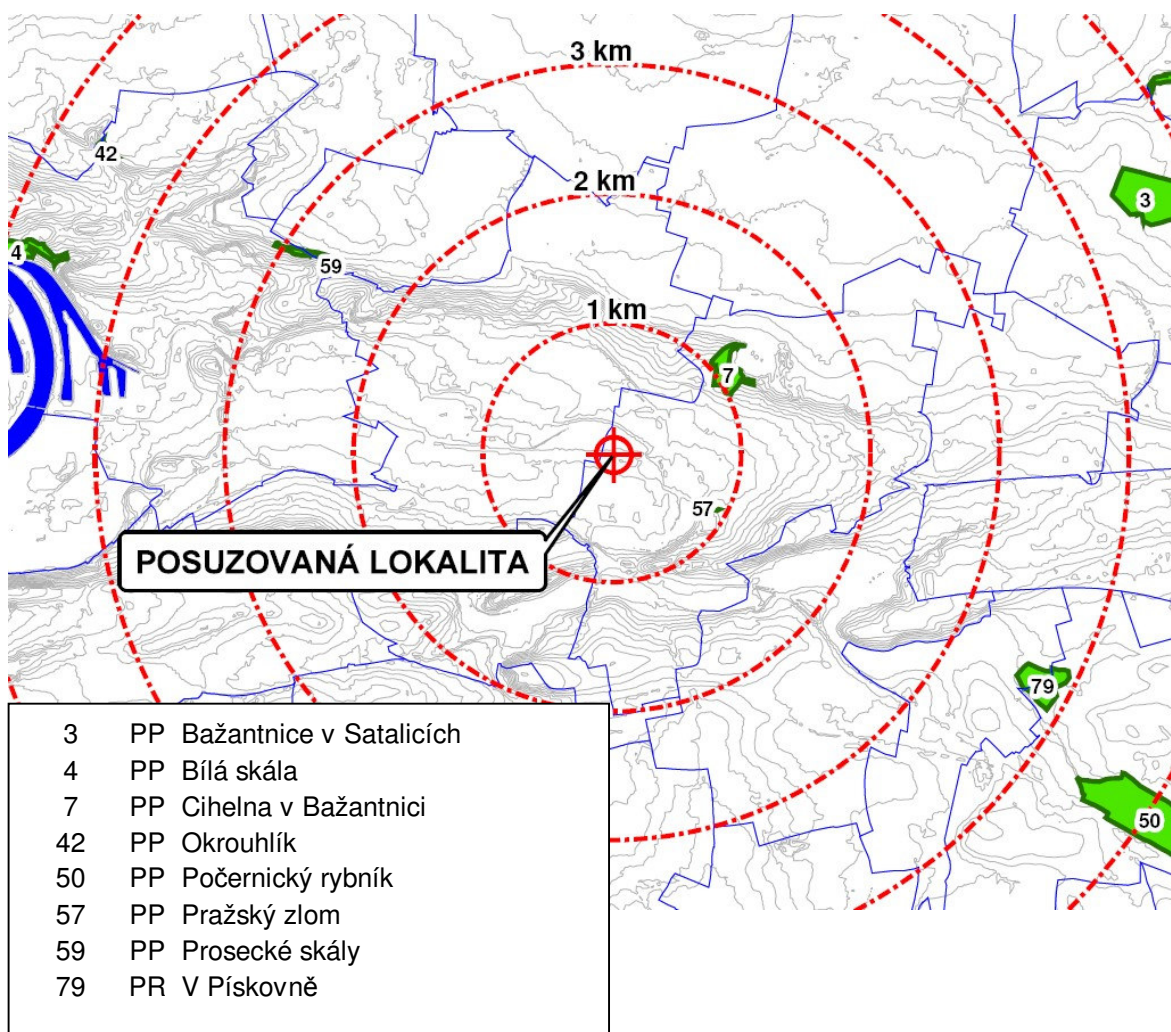 3 km
42
2 km
3
4
59
1 km
7
57
POSUZOVANÁ LOKALITA
79
50
3 PP Bažantnice v Satalicích
4 PP Bílá skála
7 PP Cihelna v Bažantnici
42 PP Okrouhlík
50 PP Počernický rybník
57 PP Pražský zlom
59 PP Prosecké skály
79 PR V Pískovně